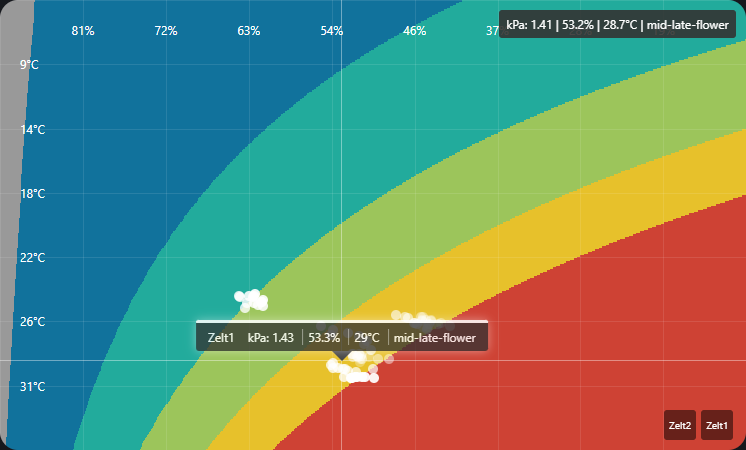 81% 72% 63% 54% 46% 37
kPa: 1.41 | 53.2% | 28.7°C | mid-late-flower
9°C
14°C
18°C
22°C
26°C
Zelt1 kPa: 1.43 53.3% 29°C mid-late-flower
31°C
Zelt2 Zelt1